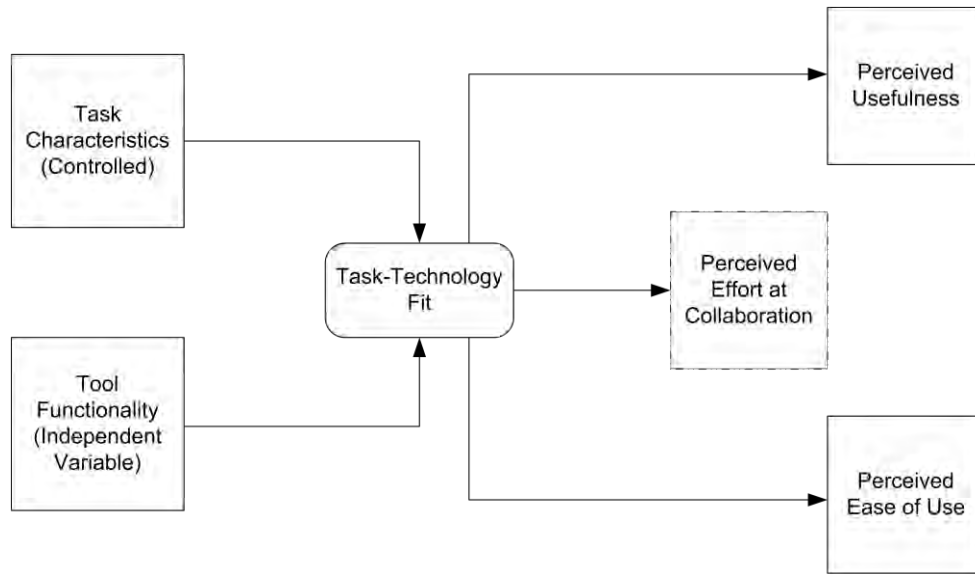 Task
Characteristics
(Controlled)
Tool
Functionality
(Independent
Variable)
Task-Technology
Fit
Perceived
Usefulness
Perceived
Effort at
Collaboration
Perceived
Ease of Use